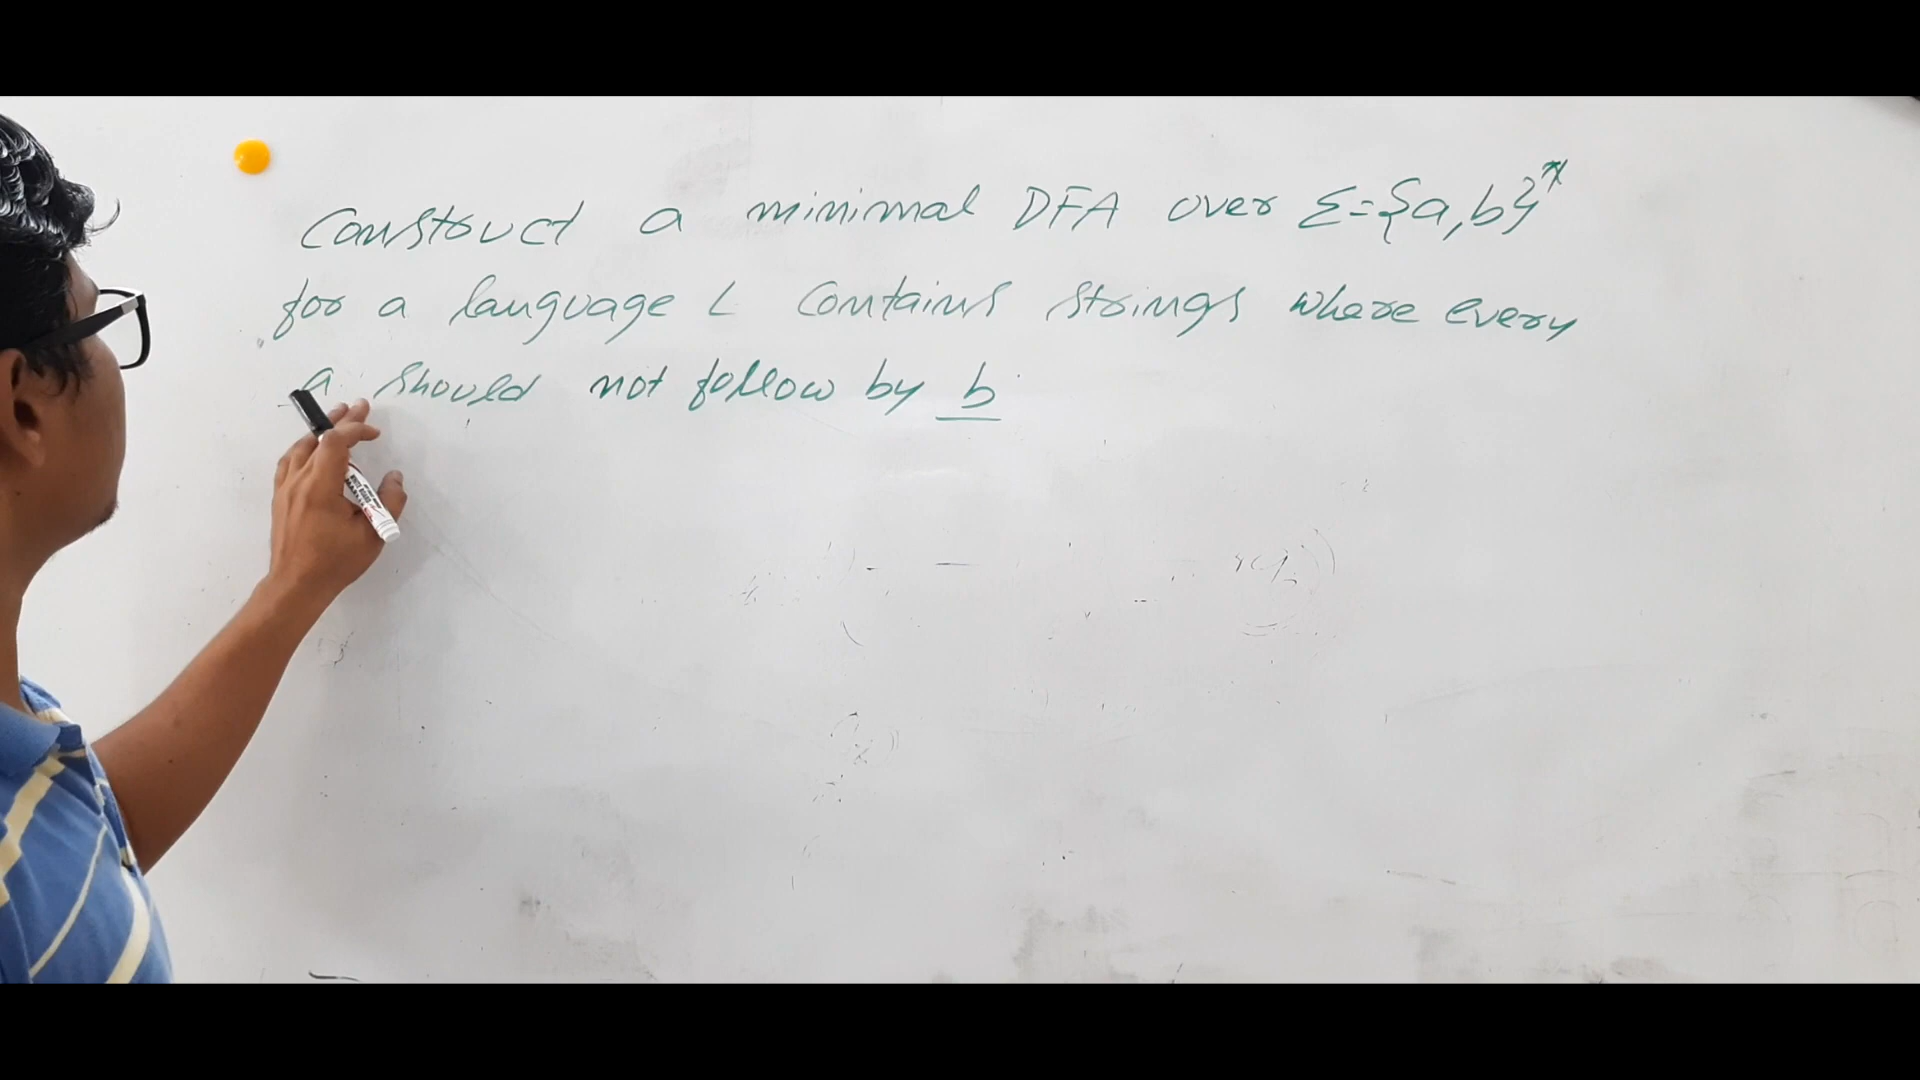 Construct a minimal DFA over Σ={a,b}*
for a language L contains strings where every
a should not follow by b